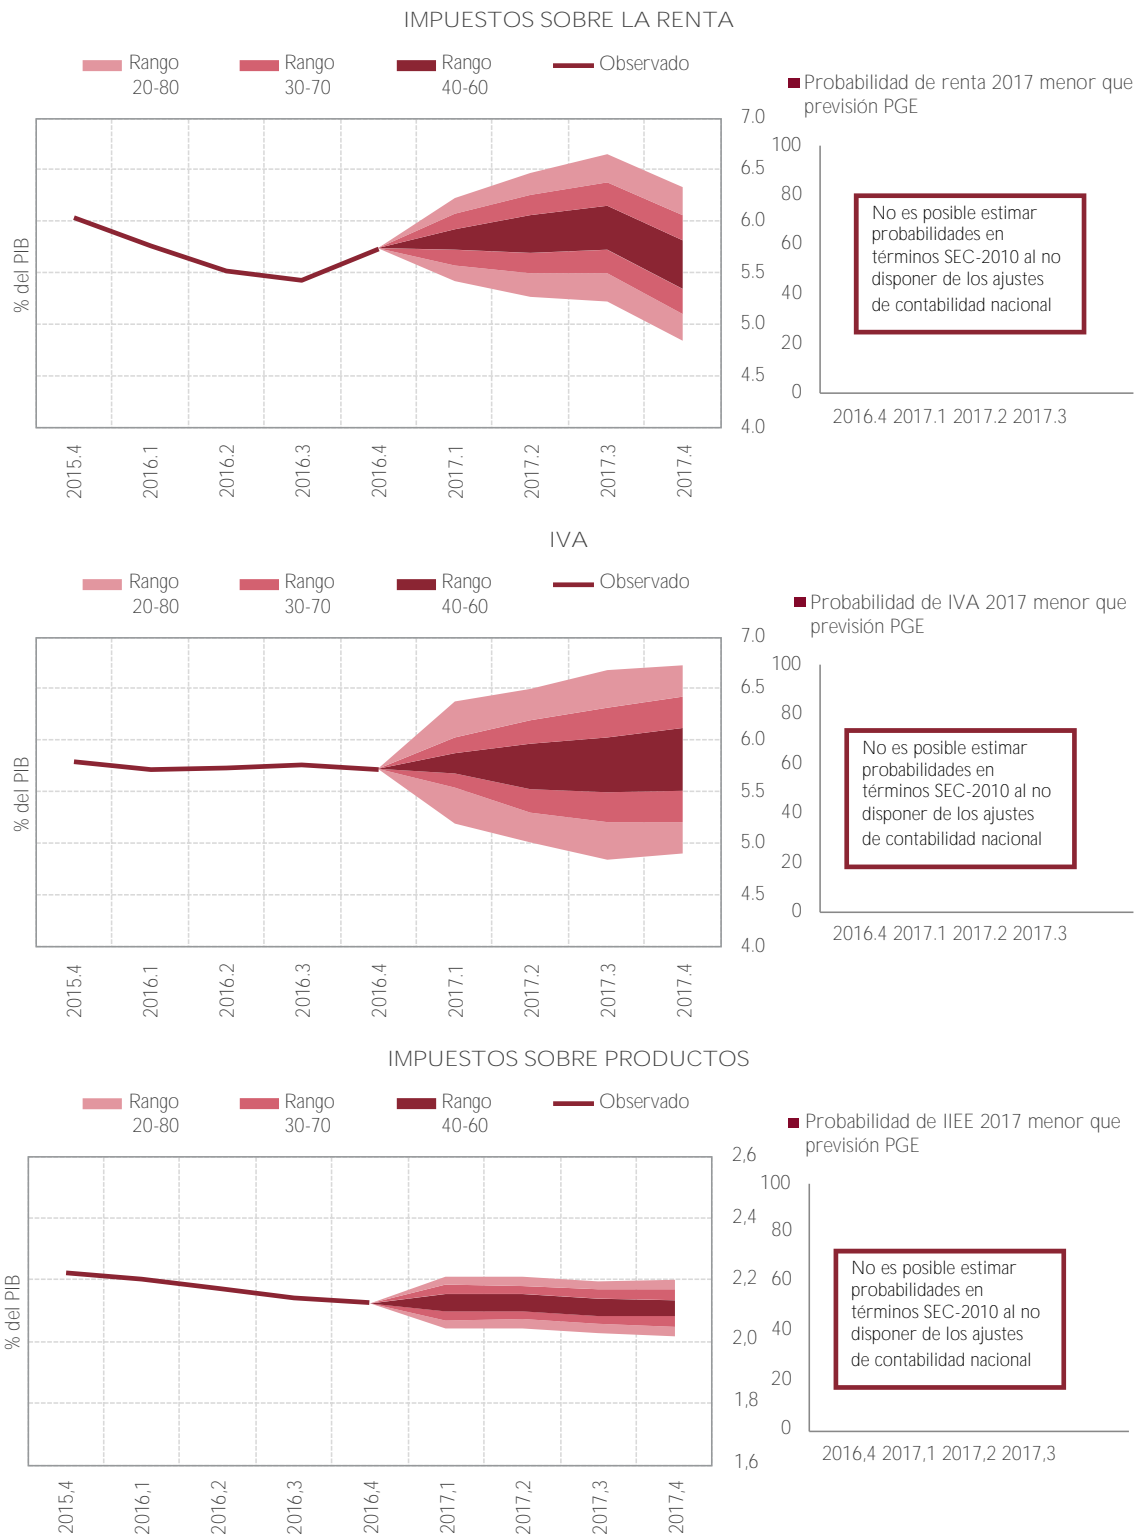 IMPUESTOS SOBRE LA RENTA
Rango 20-80
Rango 30-70
Rango 40-60
Observado
% del PIB
7.0
6.5
6.0
5.5
5.0
4.5
4.0
2015.4
2016.1
2016.2
2016.3
2016.4
2017.1
2017.2
2017.3
2017.4
Probabilidad de renta 2017 menor que
previsión PGE
100
80
60
40
20
0
No es posible estimar
probabilidades en
términos SEC-2010 al no
disponer de los ajustes
de contabilidad nacional
2016.4 2017.1 2017.2 2017.3
IVA
Rango 20-80
Rango 30-70
Rango 40-60
Observado
% del PIB
7.0
6.5
6.0
5.5
5.0
4.5
4.0
2015.4
2016.1
2016.2
2016.3
2016.4
2017.1
2017.2
2017.3
2017.4
Probabilidad de IVA 2017 menor que
previsión PGE
100
80
60
40
20
0
No es posible estimar
probabilidades en
términos SEC-2010 al no
disponer de los ajustes
de contabilidad nacional
2016.4 2017.1 2017.2 2017.3
IMPUESTOS SOBRE PRODUCTOS
Rango 20-80
Rango 30-70
Rango 40-60
Observado
% del PIB
2,6
2,4
2,2
2,0
1,8
1,6
2015,4
2016,1
2016,2
2016,3
2016,4
2017,1
2017,2
2017,3
2017,4
Probabilidad de IIEE 2017 menor que
previsión PGE
100
80
60
40
20
0
No es posible estimar
probabilidades en
términos SEC-2010 al no
disponer de los ajustes
de contabilidad nacional
2016,4 2017,1 2017,2 2017,3